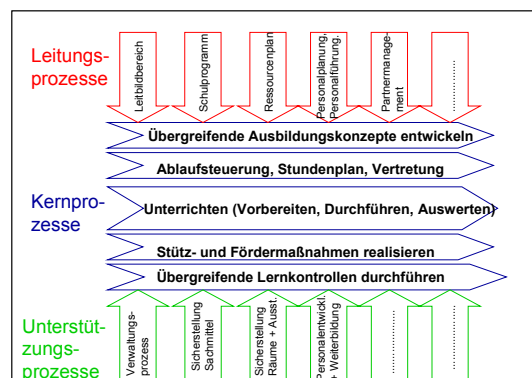 Leitungs-
prozesse
Leitbildbereich
Schulprogramm
Ressourcenplan
Personalplanung,
Personalführung.
Partnermanage-
ment
...........
Übergreifende Ausbildungskonzepte entwickeln
Ablaufsteuerung, Stundenplan, Vertretung
Kernpro-
zesse
Unterrichten (Vorbereiten, Durchführen, Auswerten)
Stütz- und Fördermaßnahmen realisieren
Übergreifende Lernkontrollen durchführen
Unterstüt-
zungs-
prozesse
Verwaltungs-
prozess
Sicherstellung
Sachmittel
Sicherstellung
Räume + Ausst.
Personalentwickl.
+ Weiterbildung
...........
...........